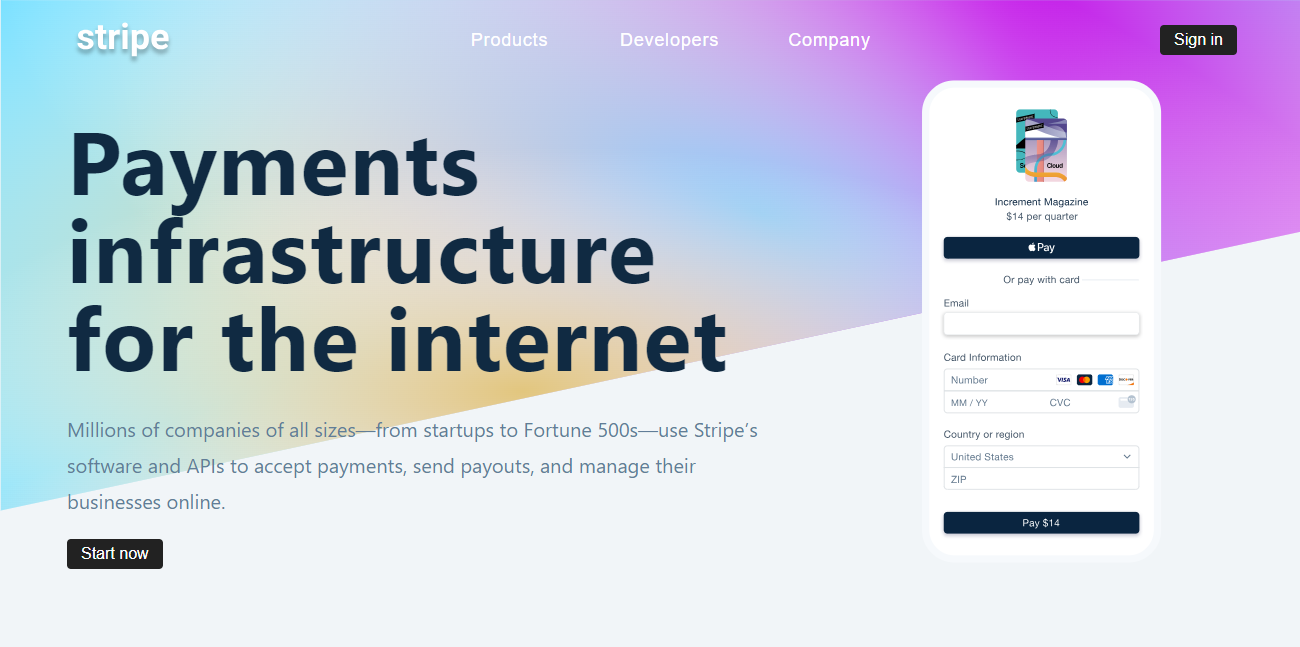 stripe
Products
Developers
Company
Sign in
Payments
infrastructure
for the internet
Millions of companies of all sizes—from startups to Fortune 500s—use Stripe’s
software and APIs to accept payments, send payouts, and manage their
businesses online.
Start now
Cloud
Increment Magazine
$14 per quarter
Pay
Or pay with card
Email
Card Information
Number
VISA
MM / YY
CVC
Country or region
United States
ZIP
Pay $14